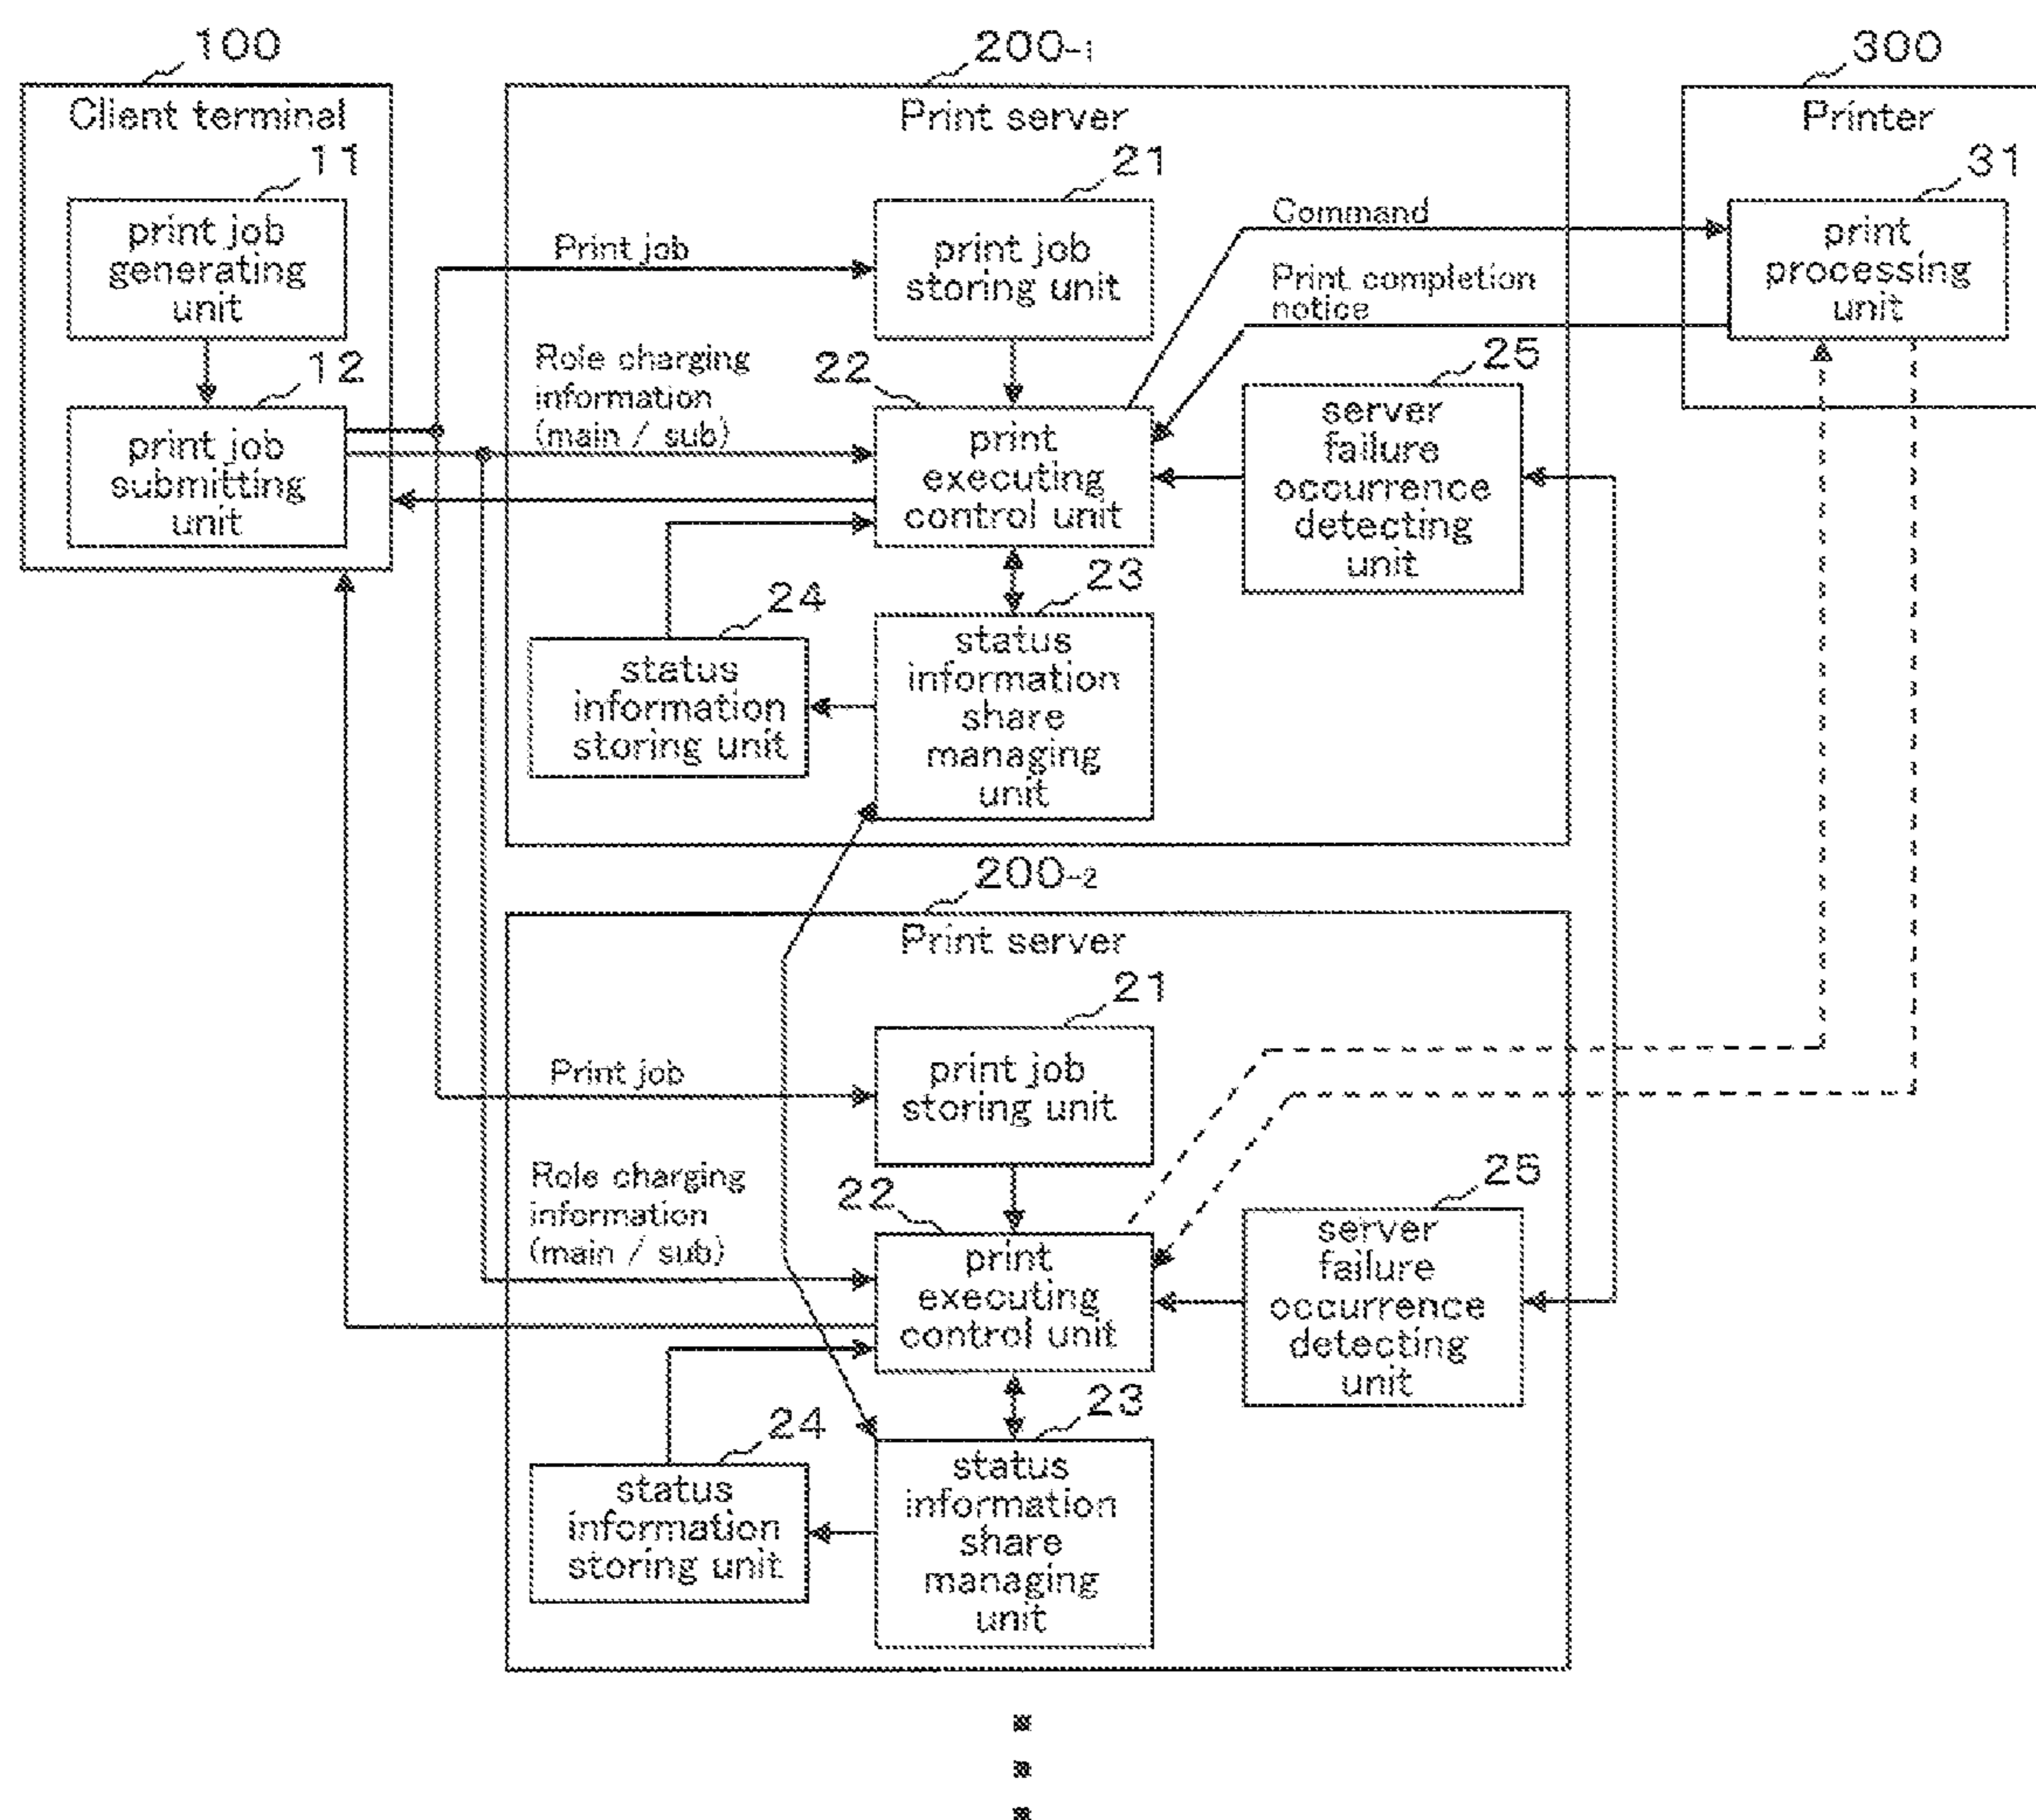 100
Client terminal
11
print job
generating
unit
12
print job
submitting
unit
200-1
Print server
Print job
21
print job
storing unit
Role charging
information
(main / sub)
22
print
executing
control unit
23
status
information
share
managing
unit
24
status
information
storing unit
25
server
failure
occurrence
detecting
unit
Command
Print completion
notice
300
Printer
31
print
processing
unit
200-2
Print server
Print job
21
print job
storing unit
Role charging
information
(main / sub)
22
print
executing
control unit
23
status
information
share
managing
unit
24
status
information
storing unit
25
server
failure
occurrence
detecting
unit